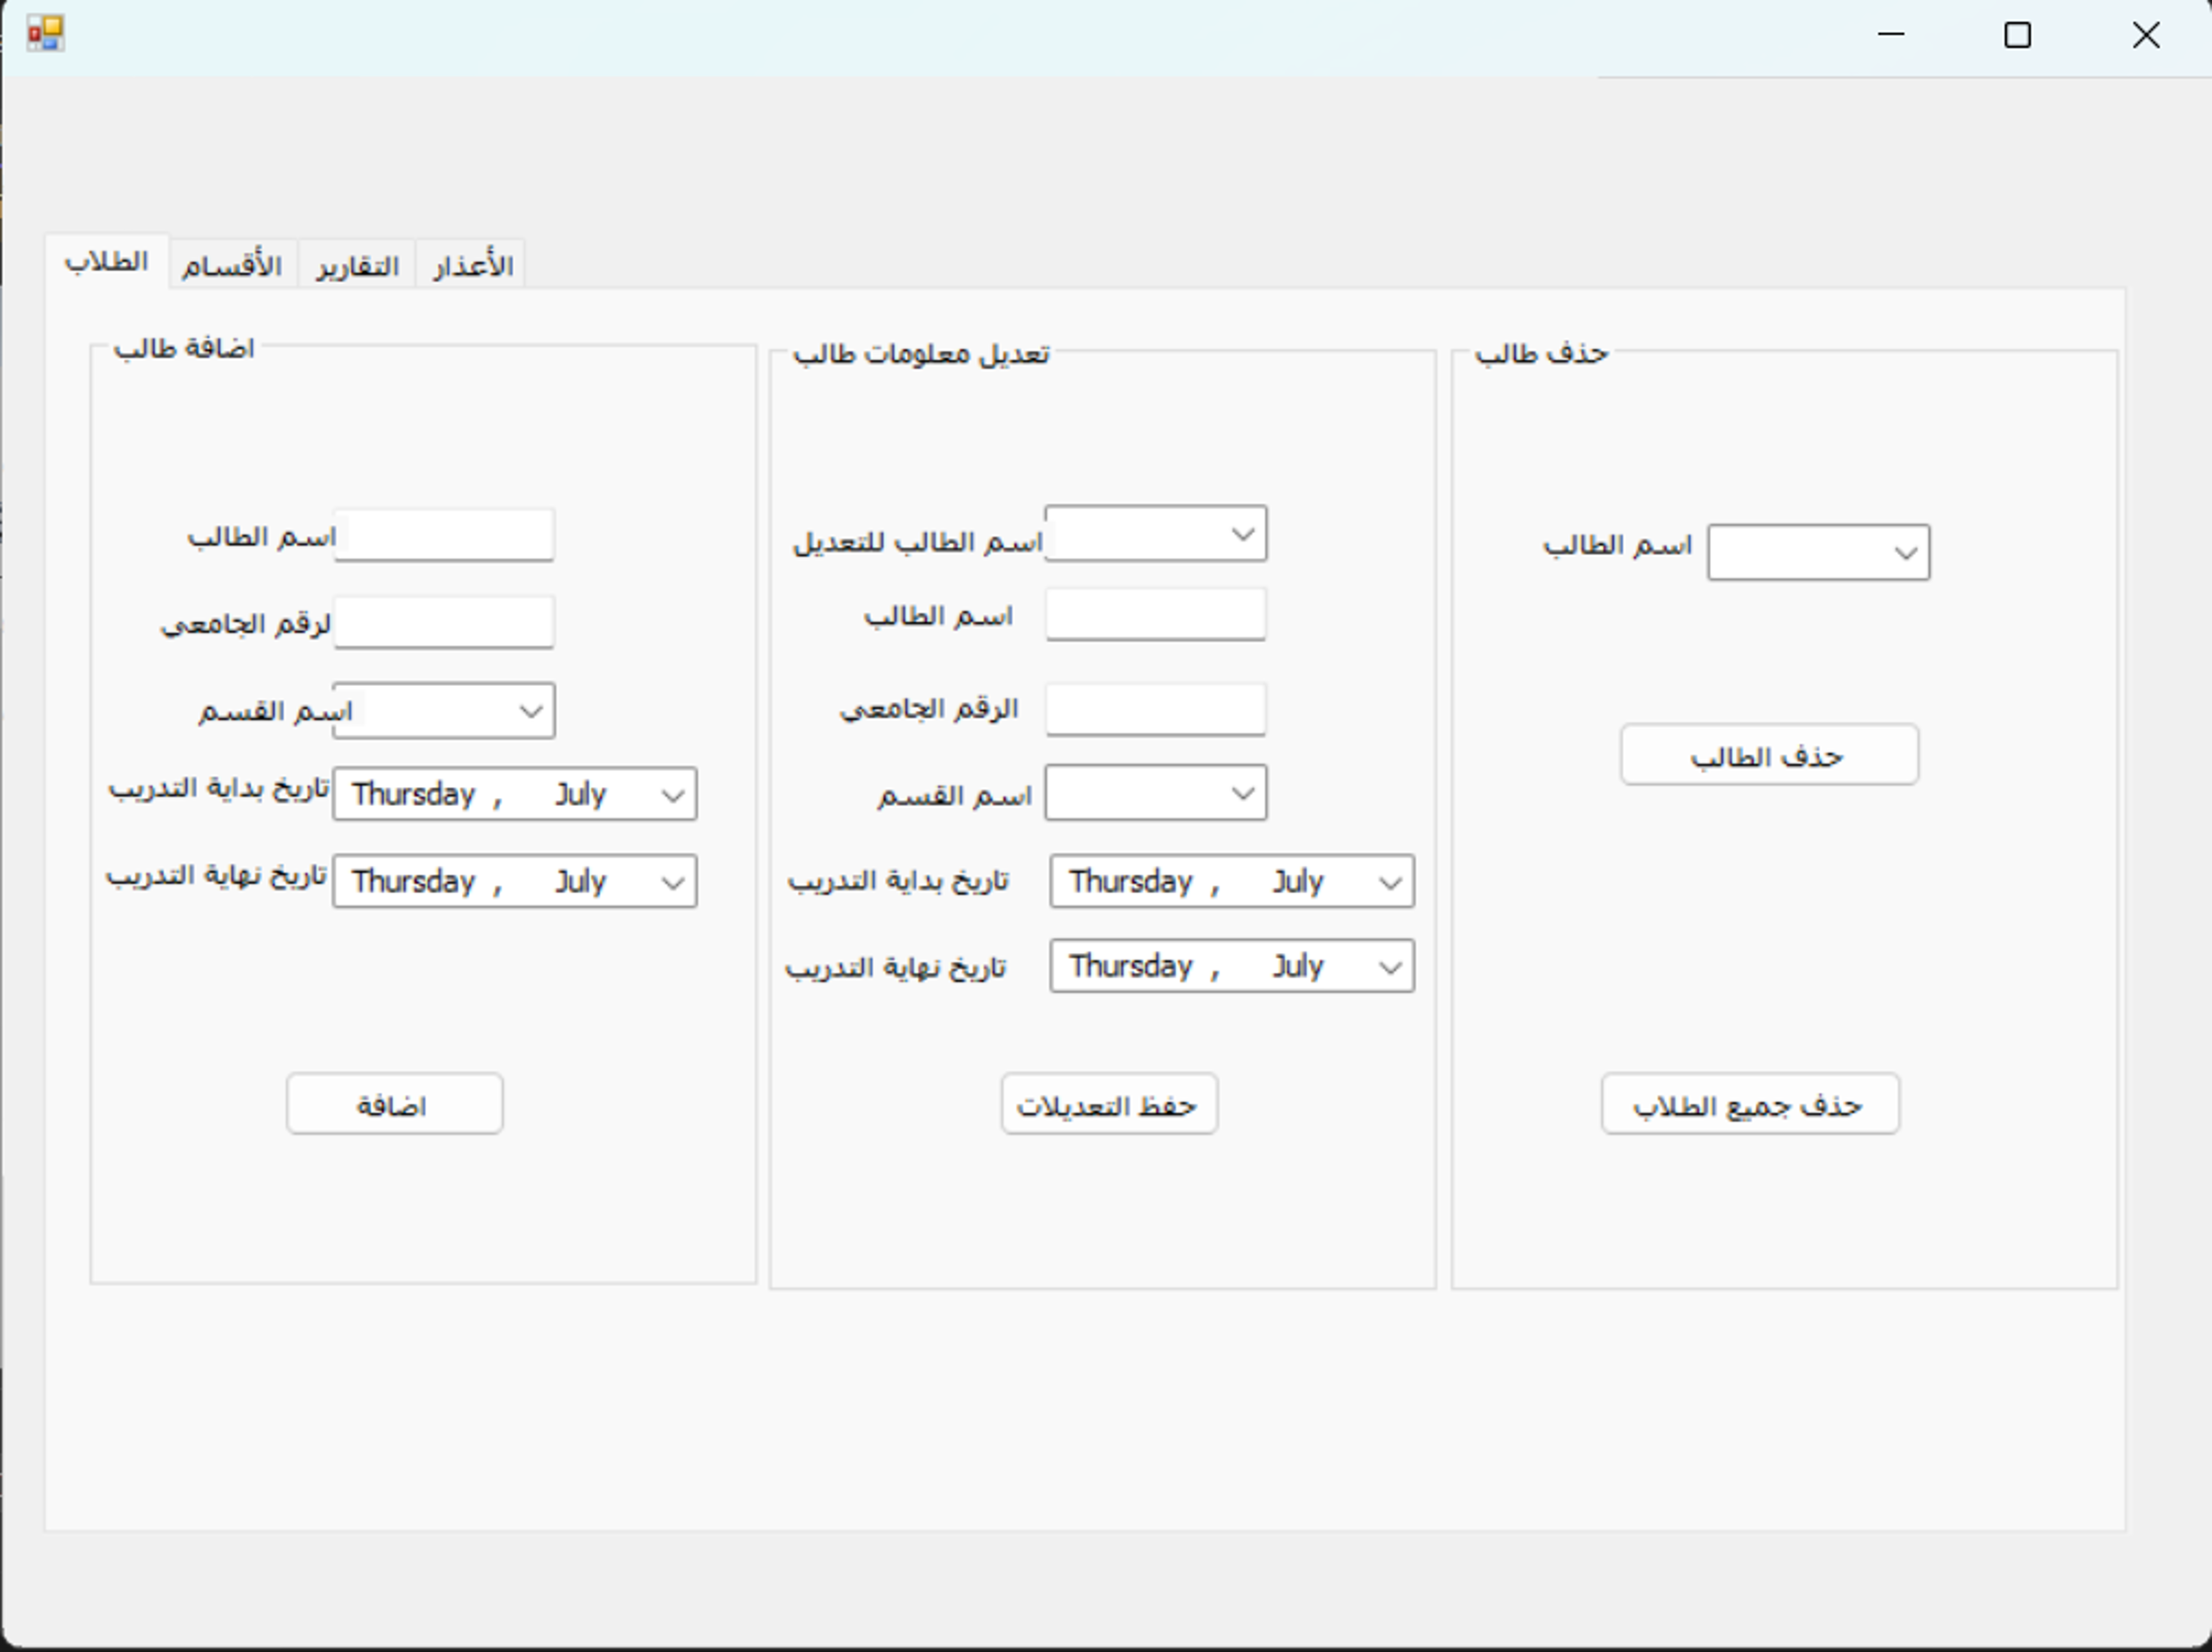 الطلاب
الأقسام
التقارير
الأعذار
اضافة طالب
اسم الطالب
لرقم الجامعي
اسم القسم
تاريخ بداية التدريب
Thursday , July
تاريخ نهاية التدريب
Thursday , July
اضافة
تعديل معلومات طالب
اسم الطالب للتعديل
اسم الطالب
الرقم الجامعي
اسم القسم
تاريخ بداية التدريب
Thursday , July
تاريخ نهاية التدريب
Thursday , July
حفظ التعديلات
حذف طالب
اسم الطالب
حذف الطالب
حذف جميع الطلاب